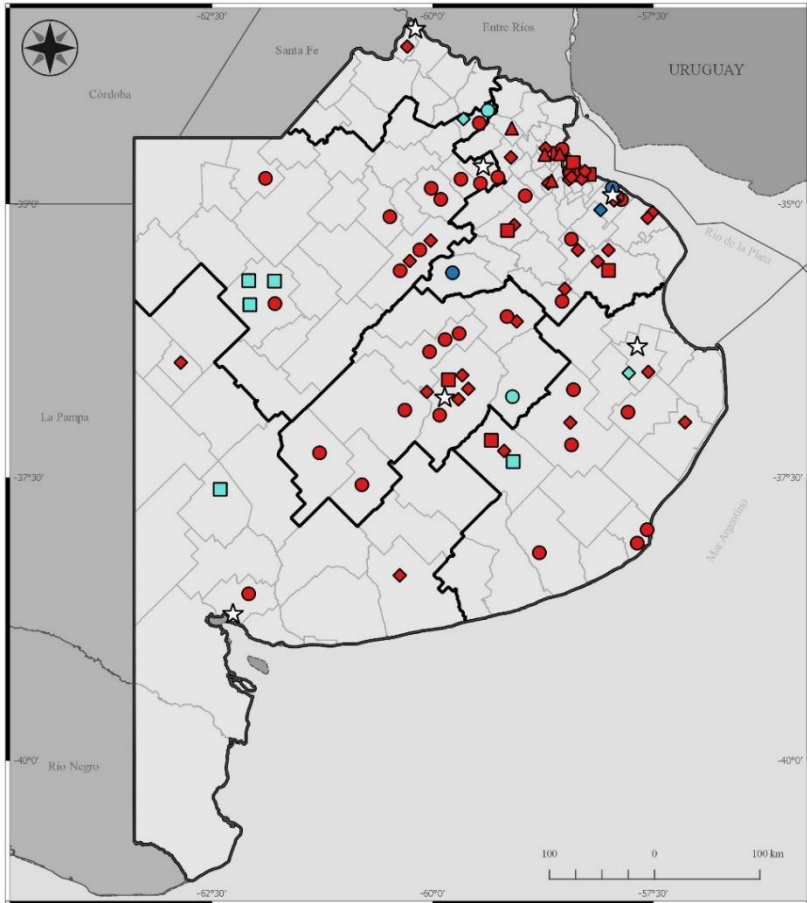 -62°30'
-60°0'
-57°30'
Entre Ríos
Santa Fe
URUGUAY
Córdoba
-35°0'
-35°0'
Río de la Plata
La Pampa
-37°30'
-37°30'
Mar Argentino
-40°0'
-40°0'
Río Negro
100 0 100 km
-62°30'
-60°0'
-57°30'